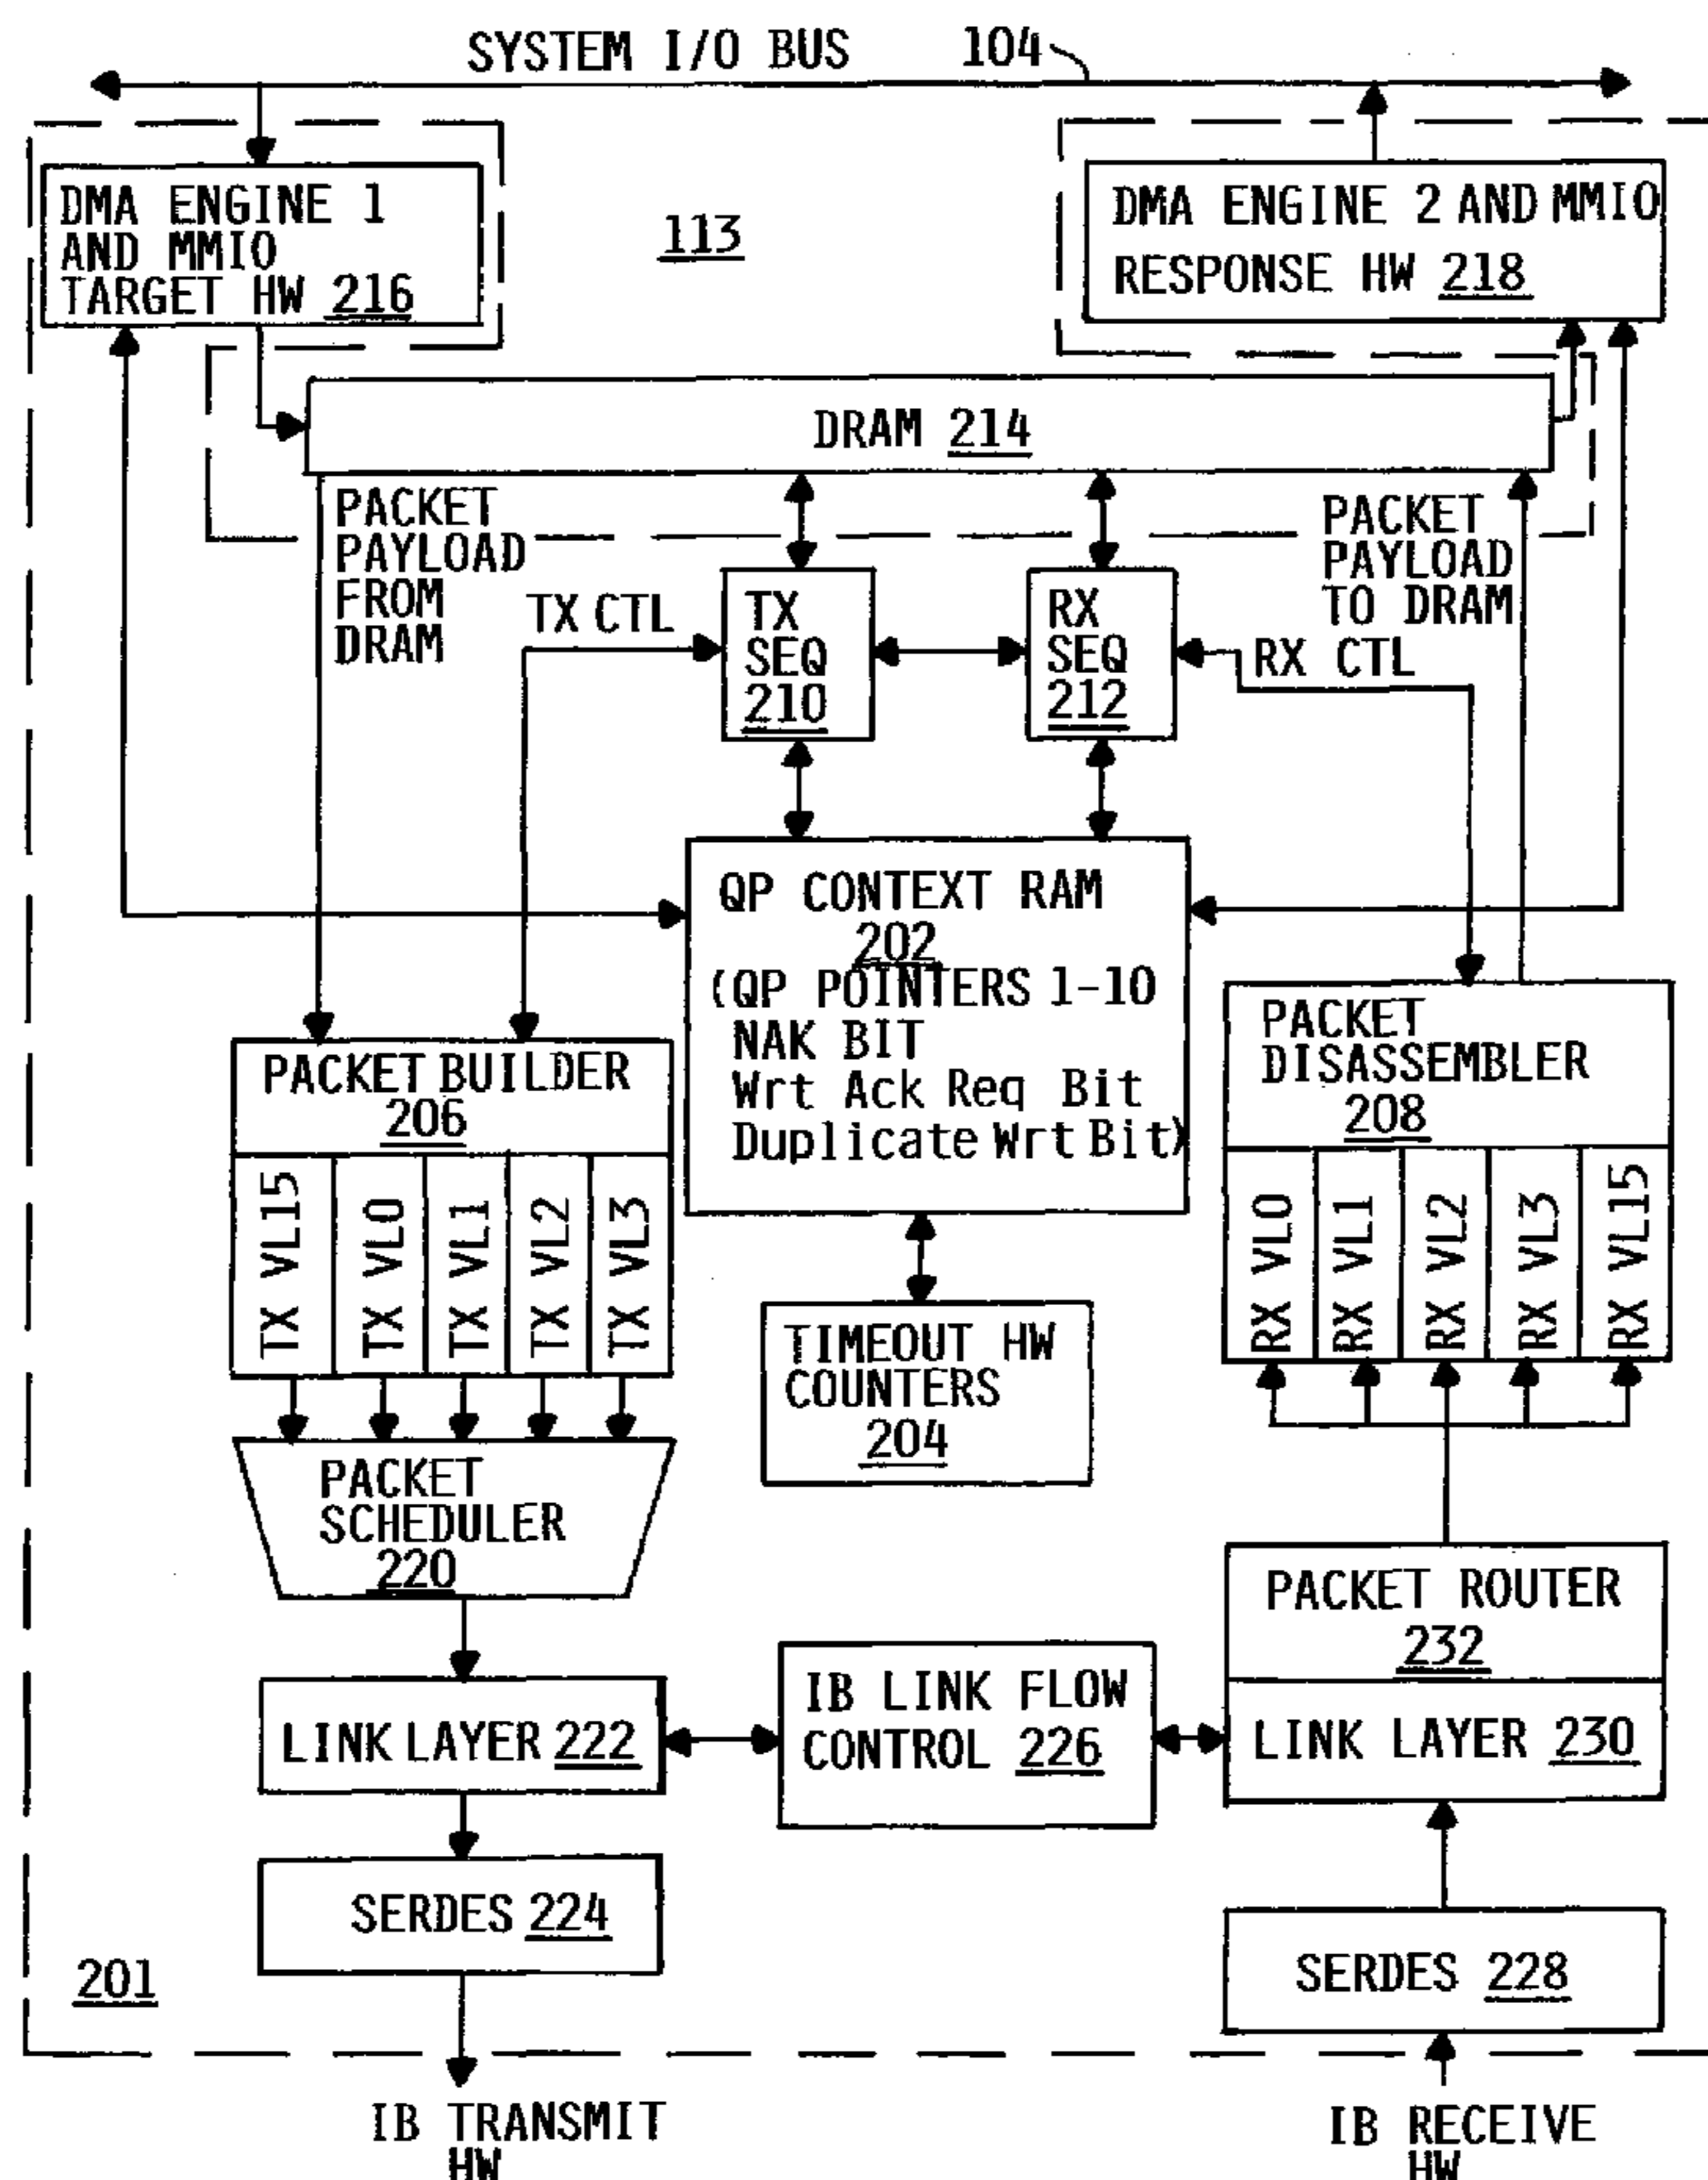 SYSTEM I/O BUS 104
DMA ENGINE 1
AND MMIO
TARGET HW 216
113
DMA ENGINE 2 AND MMIO
RESPONSE HW 218
DRAM 214
PACKET
PAYLOAD
FROM
DRAM
TX CTL
TX
SEQ
210
RX
SEQ
212
PACKET
PAYLOAD
TO DRAM
RX CTL
QP CONTEXT RAM
202
(QP POINTERS 1-10
NAK BIT
Wrt Ack Req Bit
Duplicate Wrt Bit)
PACKET BUILDER
206
TX VL15
TX VL0
TX VL1
TX VL2
TX VL3
PACKET
DISASSEMBLER
208
RX VL0
RX VL1
RX VL2
RX VL3
RX VL15
TIMEOUT HW
COUNTERS
204
PACKET
SCHEDULER
220
PACKET ROUTER
232
LINK LAYER 222
IB LINK FLOW
CONTROL 226
LINK LAYER 230
SERDES 224
SERDES 228
201
IB TRANSMIT
HW
IB RECEIVE
HW